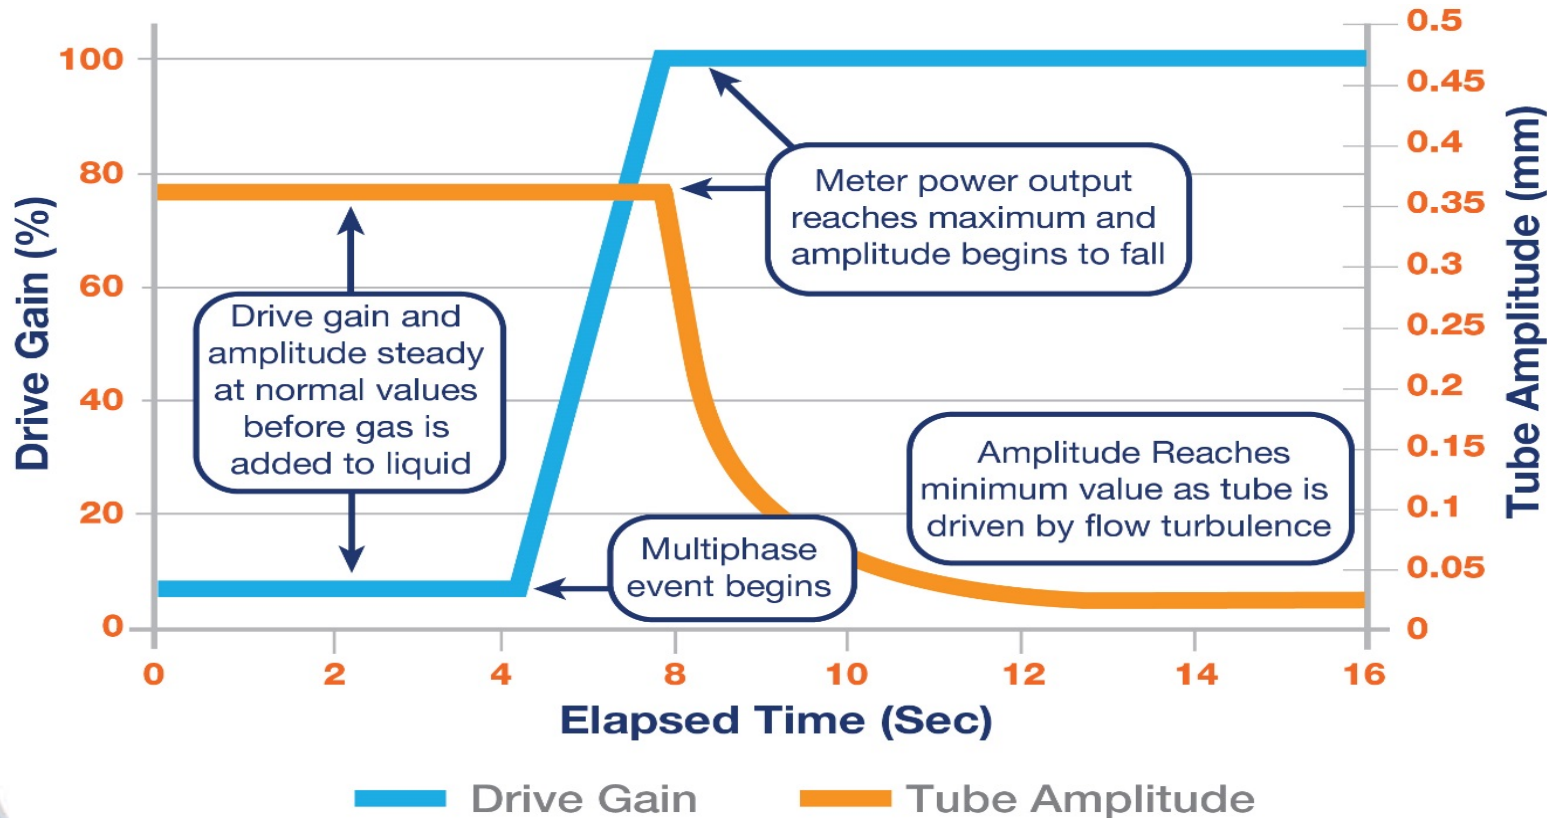 100
80
60
40
20
0
Drive Gain (%)
0.5
0.45
0.4
0.35
0.3
0.25
0.2
0.15
0.1
0.05
0
Tube Amplitude (mm)
Meter power output
reaches maximum and
amplitude begins to fall
Drive gain and
amplitude steady
at normal values
before gas is
added to liquid
Amplitude Reaches
minimum value as tube is
driven by flow turbulence
Multiphase
event begins
0 2 4 8 10 12 14 16
Elapsed Time (Sec)
Drive Gain Tube Amplitude